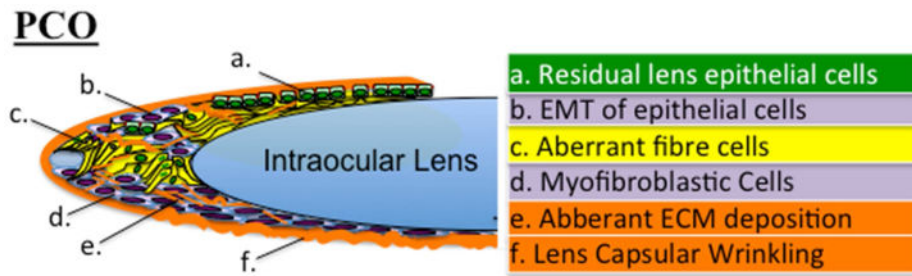 PCO
a.
b.
c.
Intraocular Lens
d.
e.
f.
a. Residual lens epithelial cells
b. EMT of epithelial cells
c. Aberrant fibre cells
d. Myofibroblastic Cells
e. Abberant ECM deposition
f. Lens Capsular Wrinkling